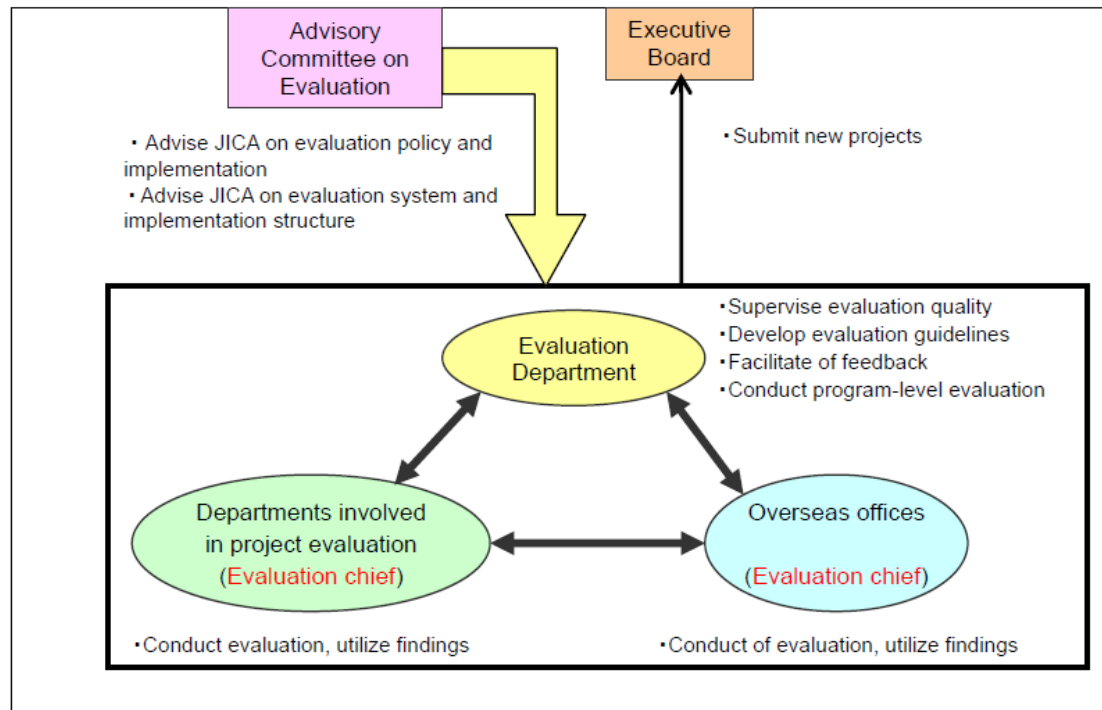 Advisory
Committee on
Evaluation
Executive
Board
・Advise JICA on evaluation policy and
implementation
・Advise JICA on evaluation system and
implementation structure
・Submit new projects
・Supervise evaluation quality
・Develop evaluation guidelines
・Facilitate of feedback
・Conduct program-level evaluation
Evaluation
Department
Departments involved
in project evaluation
(Evaluation chief)
Overseas offices
(Evaluation chief)
・Conduct evaluation, utilize findings
・Conduct of evaluation, utilize findings